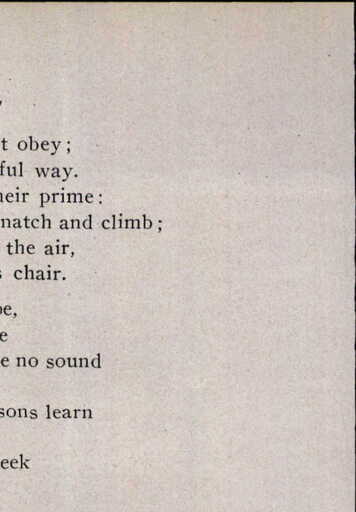 t obey;
ful way.
heir prime:
natch and climb;
the air,
s chair.
e,
e
e no sound
sons learn
eek